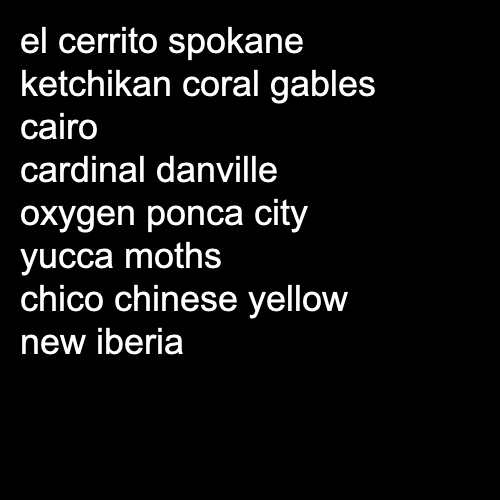 el cerrito spokane
ketchikan coral gables
cairo
cardinal danville
oxygen ponca city
yucca moths
chico chinese yellow
new iberia